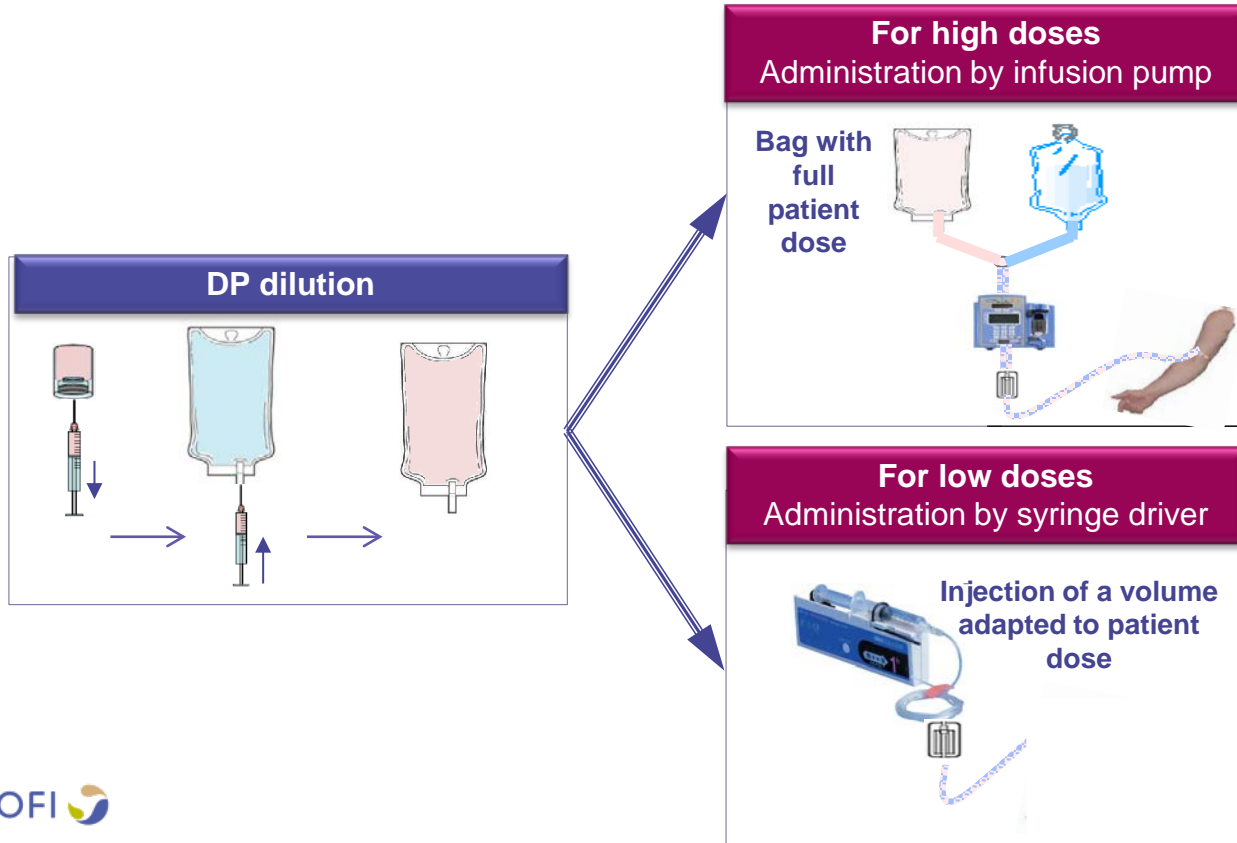 For high doses
Administration by infusion pump
Bag with
full
patient
dose
DP dilution
For low doses
Administration by syringe driver
Injection of a volume
adapted to patient
dose
OFI